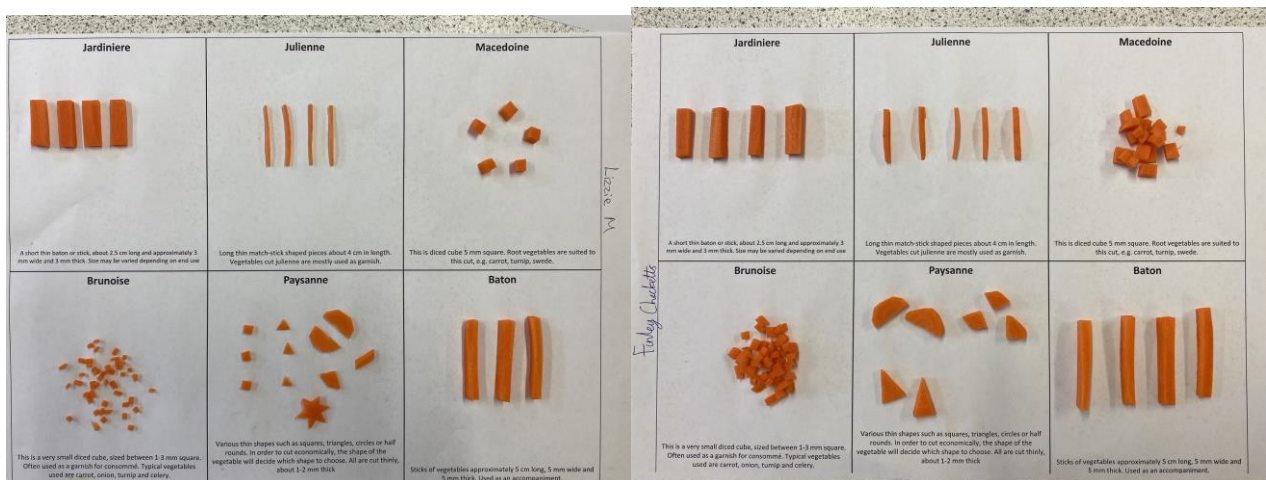 Jardiniere
A short thin baton or stick, about 2.5 cm long and approximately 3
mm wide and 3 mm thick. Size may be varied depending on end use
Julienne
Long thin match-stick shaped pieces about 4 cm in length.
Vegetables cut julienne are mostly used as garnish.
Macedoine
This is diced cube 5 mm square. Root vegetables are suited to
this cut, e.g. carrot, turnip, swede.
Lizzie M
Brunoise
This is a very small diced cube, sized between 1-3 mm square.
Often used as a garnish for consommé. Typical vegetables
used are carrot, onion, turnip and celery.
Paysanne
Various thin shapes such as squares, triangles, circles or half
rounds. In order to cut economically, the shape of the
vegetable will decide which shape to choose. All are cut thinly,
about 1-2 mm thick
Baton
Sticks of vegetables approximately 5 cm long, 5 mm wide and
5 mm thick. Used as an accompaniment.
Jardiniere
A short thin baton or stick, about 2.5 cm long and approximately 3
mm wide and 3 mm thick. Size may be varied depending on end use
Julienne
Long thin match-stick shaped pieces about 4 cm in length.
Vegetables cut julienne are mostly used as garnish.
Macedoine
This is diced cube 5 mm square. Root vegetables are suited to
this cut, e.g. carrot, turnip, swede.
Finley Checketts
Brunoise
This is a very small diced cube, sized between 1-3 mm square.
Often used as a garnish for consommé. Typical vegetables
used are carrot, onion, turnip and celery.
Paysanne
Various thin shapes such as squares, triangles, circles or half
rounds. In order to cut economically, the shape of the
vegetable will decide which shape to choose. All are cut thinly,
about 1-2 mm thick
Baton
Sticks of vegetables approximately 5 cm long, 5 mm wide and
5 mm thick. Used as an accompaniment.